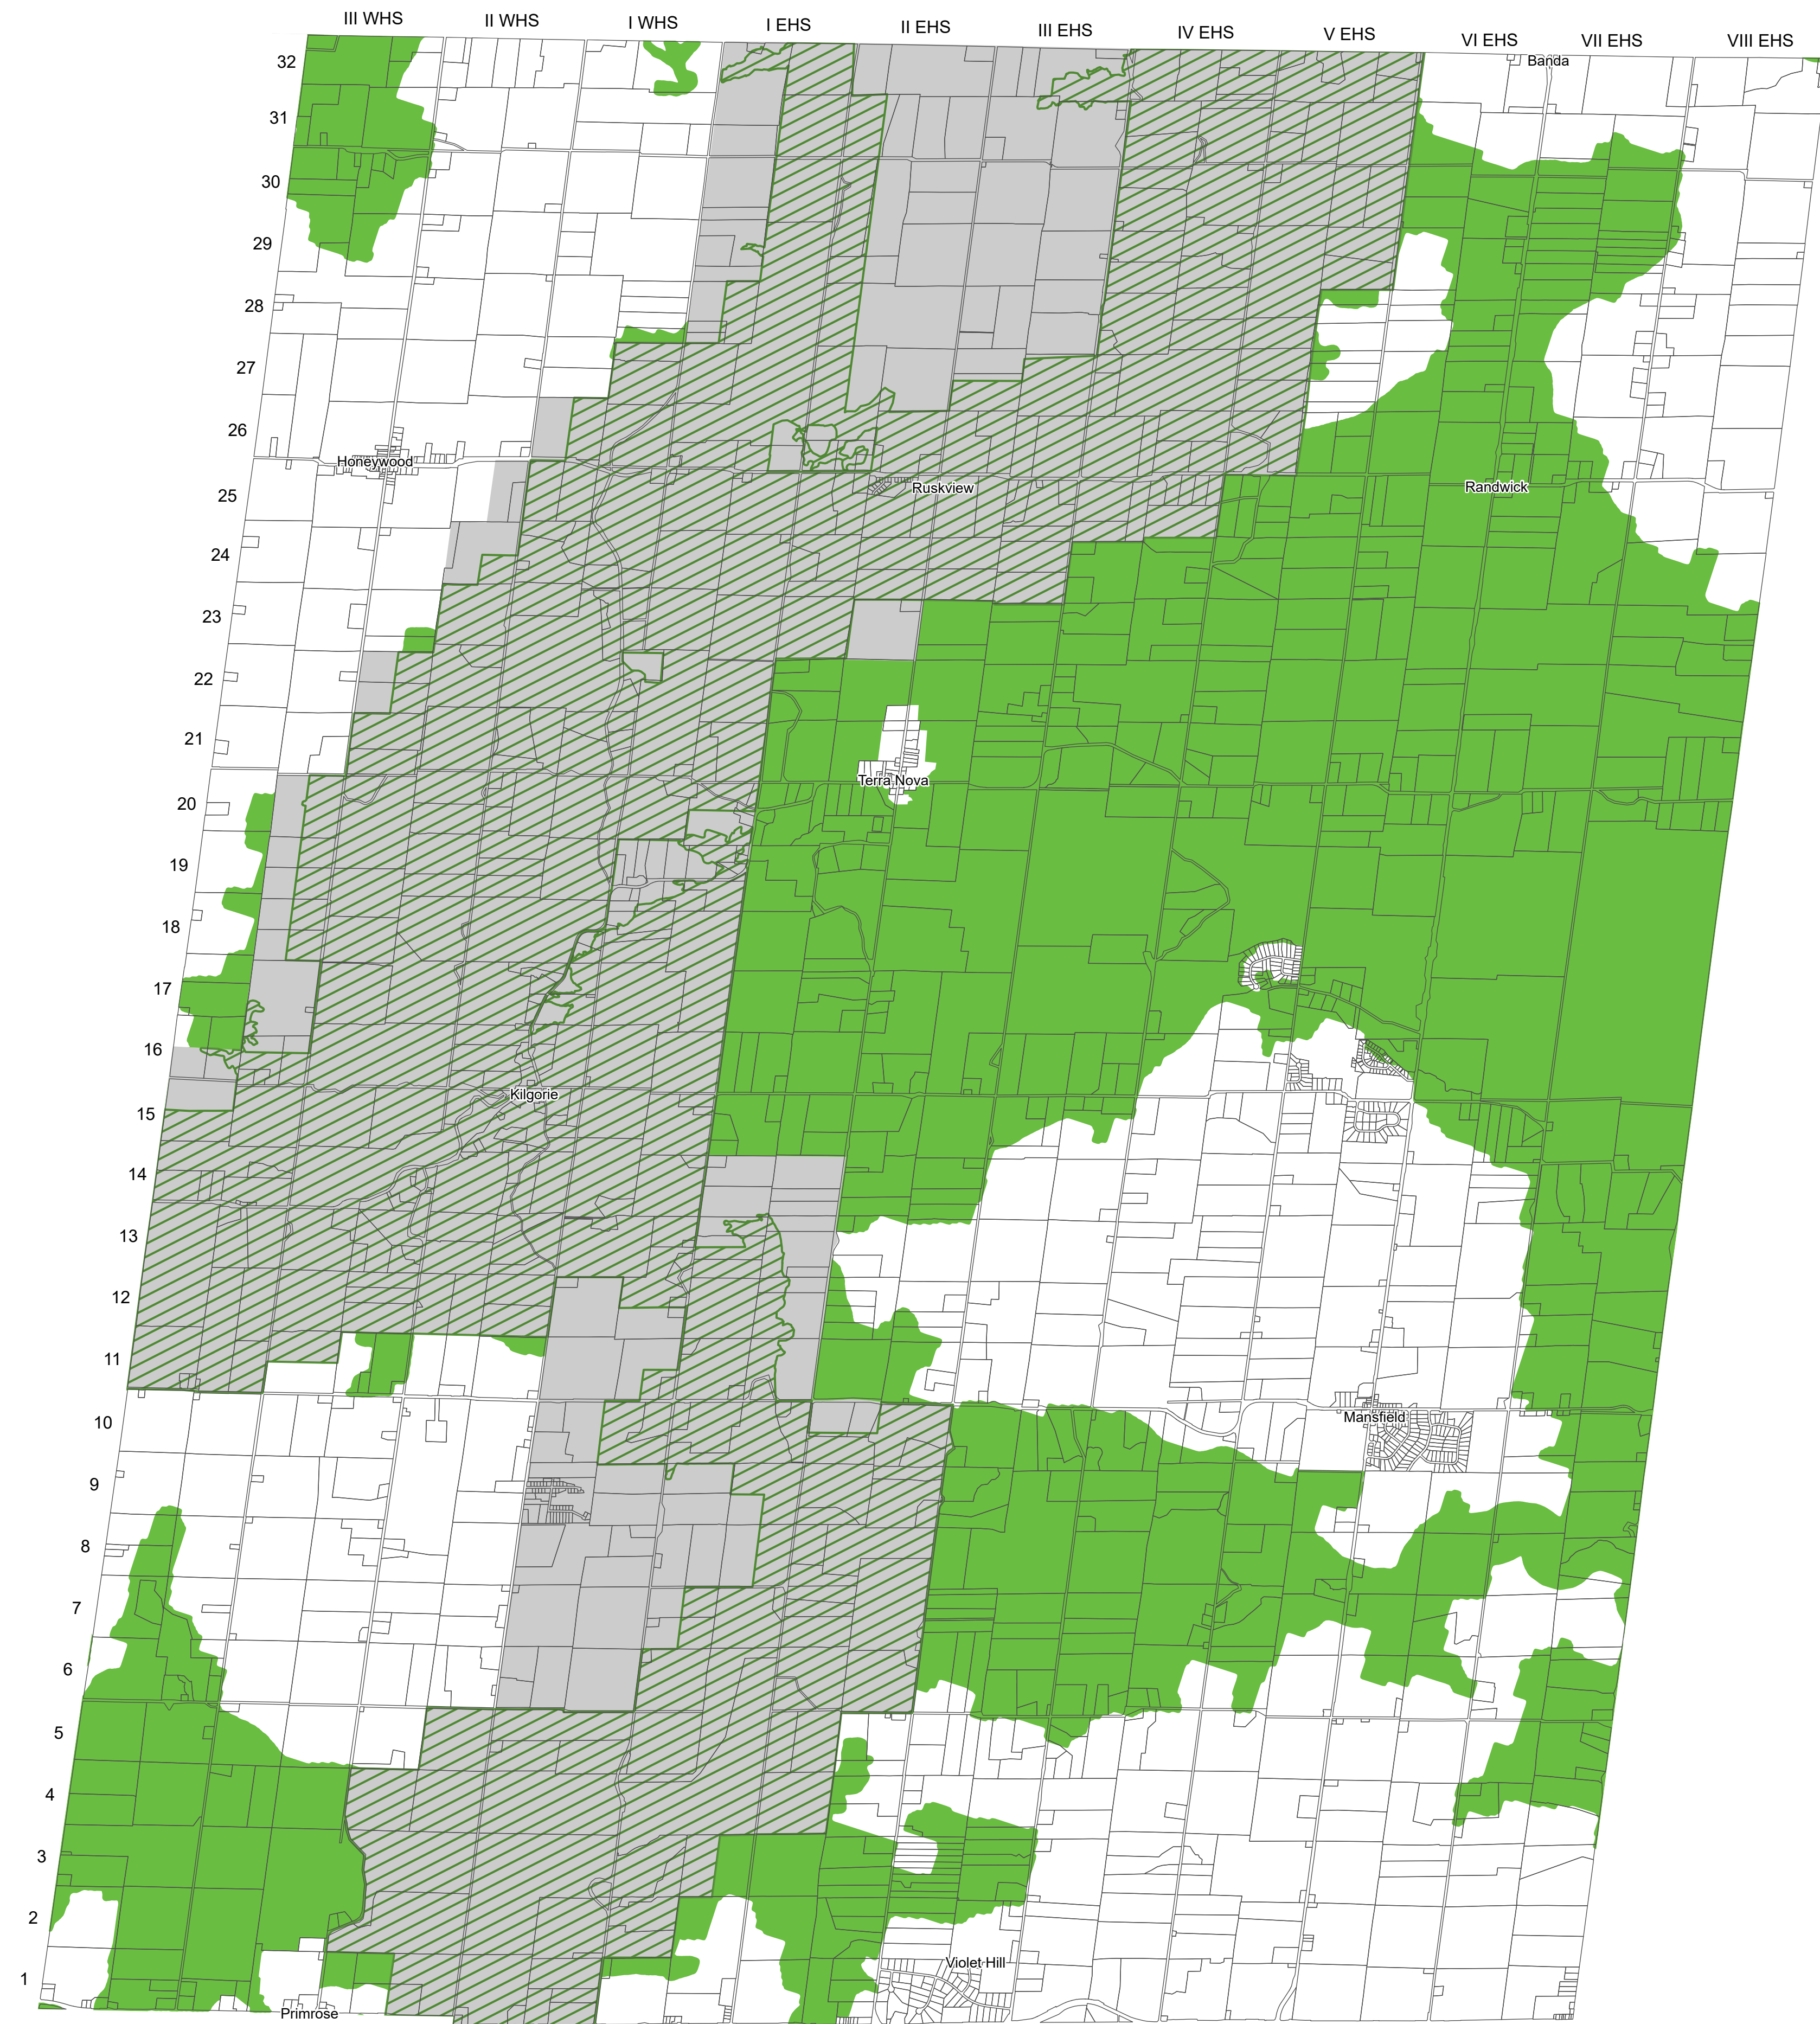 III WHS
II WHS
I WHS
I EHS
II EHS
III EHS
IV EHS
V EHS
VI EHS
VII EHS
VIII EHS
32
Banda
31
30
29
28
27
26
Honeywood
25
Ruskview
Randwick
24
23
22
21
Terra Nova
20
19
18
17
16
Kilgorie
15
14
13
12
11
10
Mansfield
9
8
7
6
5
4
3
2
Violet Hill
1
Primrose